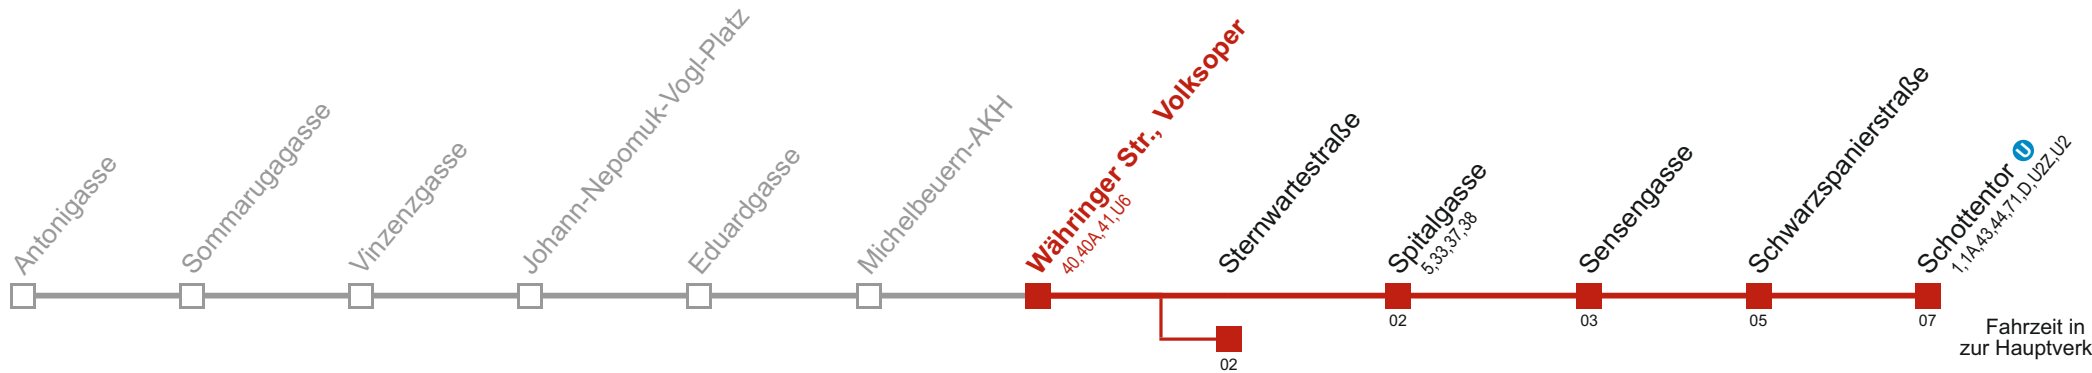 Antonigasse
Sommarugagasse
Vinzenzgasse
Johann-Nepomuk-Vogl-Platz
Eduardgasse
Michelbeuern-AKH
Währinger Str., Volksoper
40,40A,41,U6
Sternwartestraße
Spitalgasse
5,33,37,38
Sensengasse
Schwarzspanierstraße
Schottentor U
1,1A,43,44,71,D,U2Z,U2
02
02
03
05
07
Fahrzeit in
zur Hauptverk